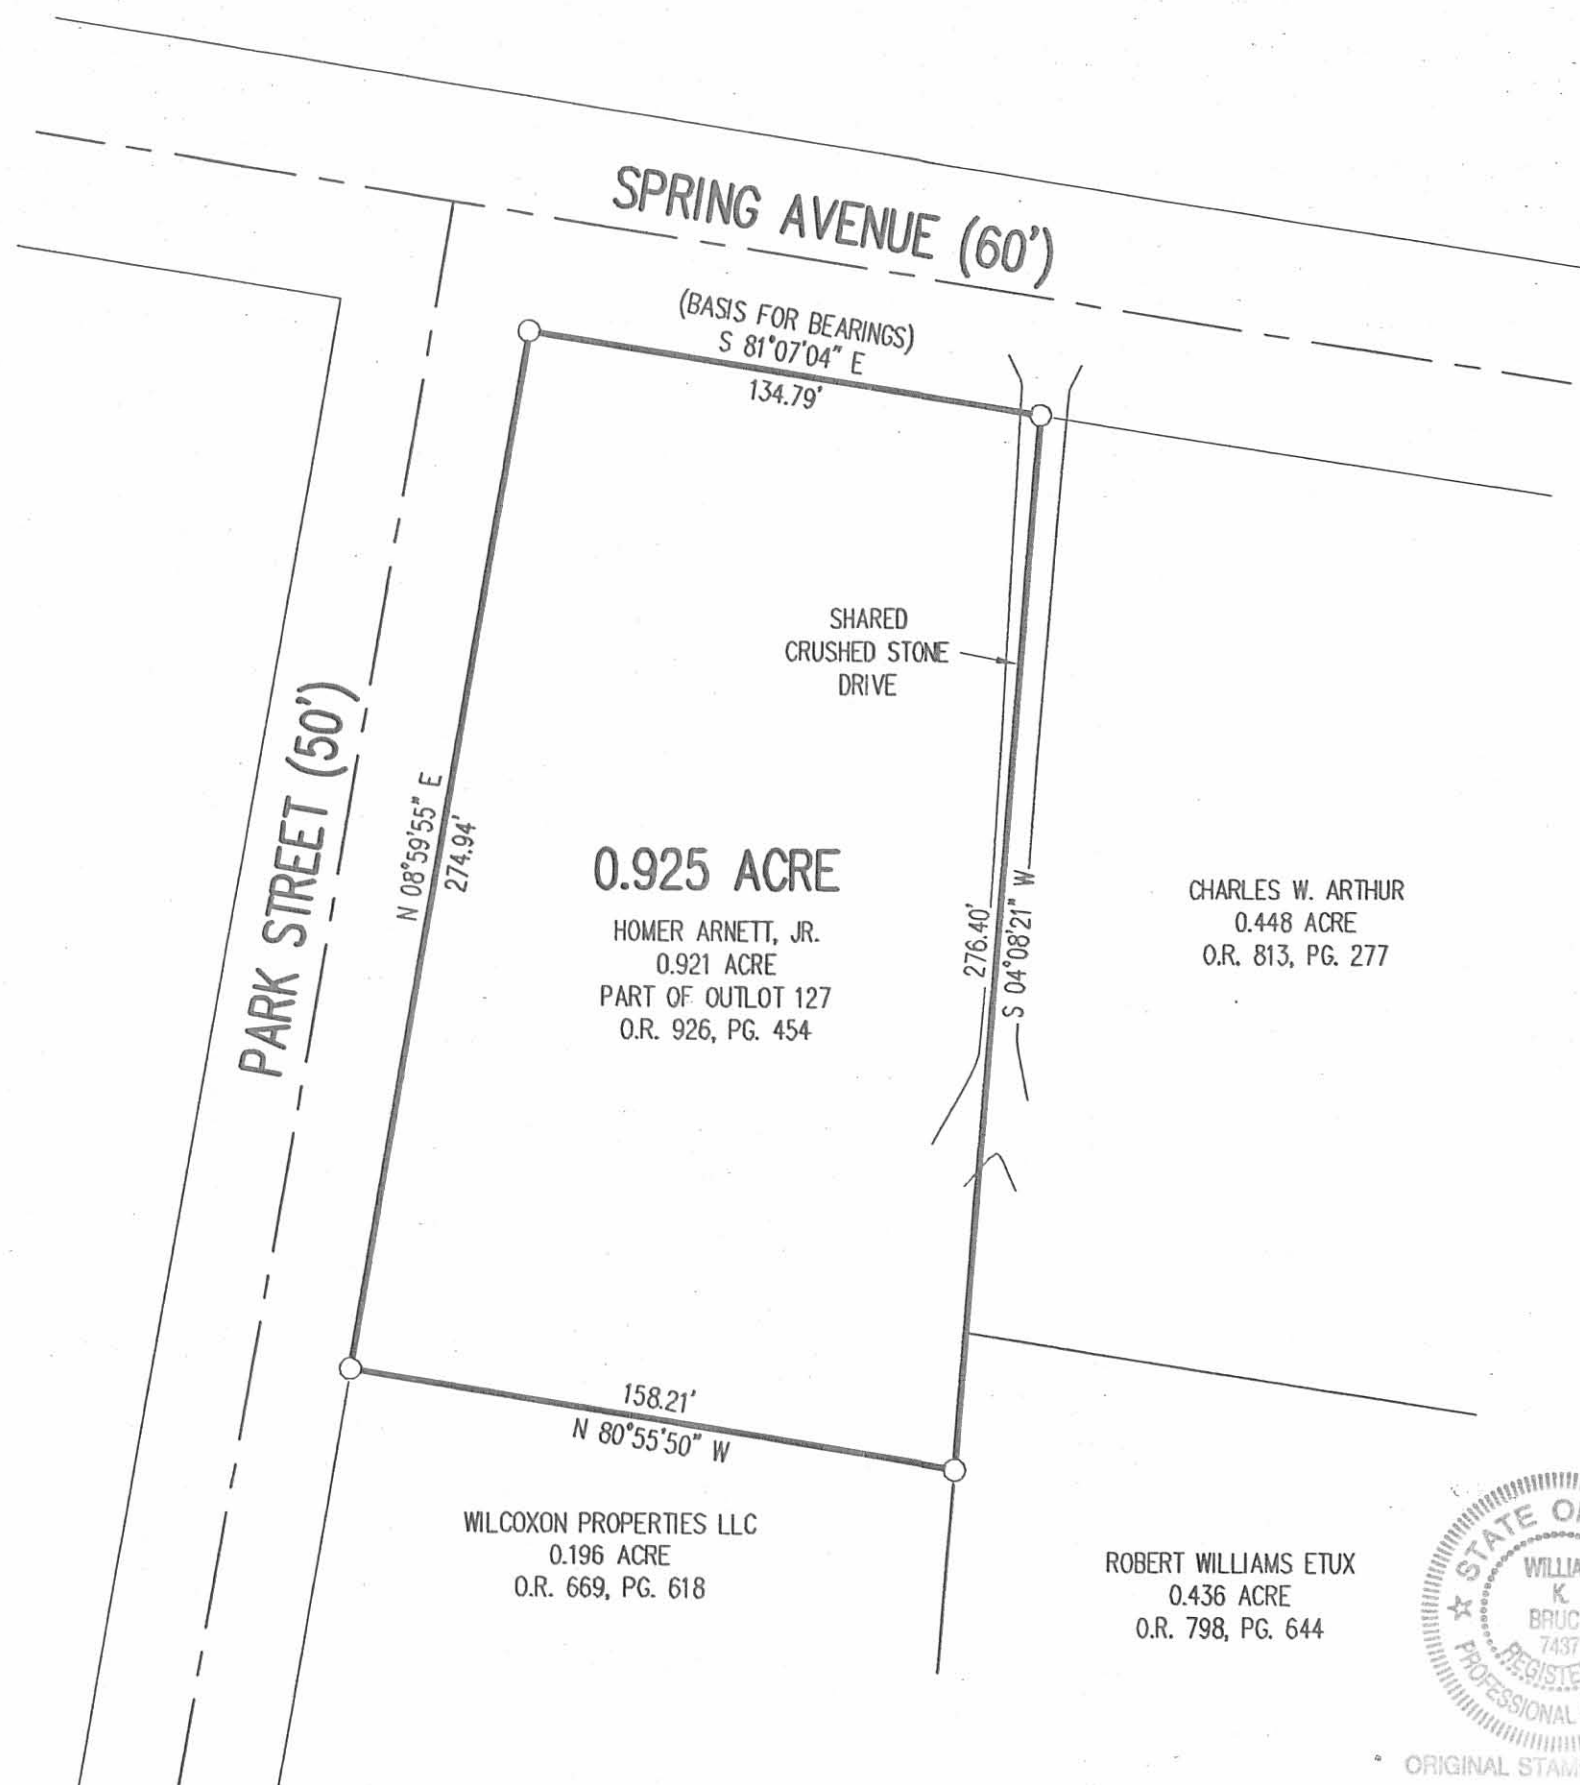 SPRING AVENUE (60')
(BASIS FOR BEARINGS)
S 81°07'04" E
134.79'
SHARED
CRUSHED STONE
DRIVE
PARK STREET (50')
N 08°59'55" E
274.94'
0.925 ACRE
HOMER ARNETT, JR.
0.921 ACRE
PART OF OUTLOT 127
O.R. 926, PG. 454
276.40'
S 04°08'21" W
CHARLES W. ARTHUR
0.448 ACRE
O.R. 813, PG. 277
158.21'
N 80°55'50" W
WILCOXON PROPERTIES LLC
0.196 ACRE
O.R. 669, PG. 618
ROBERT WILLIAMS ETUX
0.436 ACRE
O.R. 798, PG. 644
STATE O
WILLIA
K.
BRUC
7437
REGISTE
PROFESSIONAL
ORIGINAL STAM